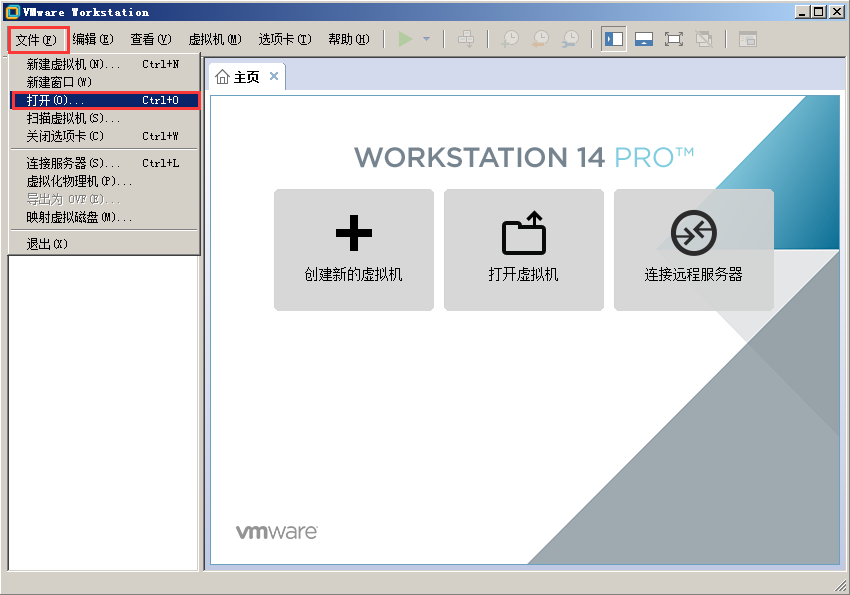 VMware Workstation
文件(F) 编辑(E) 查看(V) 虚拟机(M) 选项卡(T) 帮助(H)
新建虚拟机(N)... Ctrl+N
新建窗口(W)
打开(O)... Ctrl+O
扫描虚拟机(S)...
关闭选项卡(C) Ctrl+W
连接服务器(S)... Ctrl+L
虚拟化物理机(P)...
导出为 OVF(E)...
映射虚拟磁盘(M)...
退出(X)
主页
WORKSTATION 14 PRO™
创建新的虚拟机
打开虚拟机
连接远程服务器
vmware